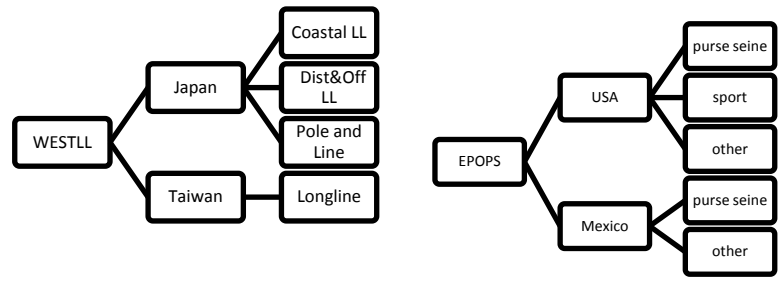 WESTLL
Japan
Coastal LL
Dist&Off
LL
Pole and
Line
Taiwan
Longline
EPOPS
USA
purse seine
sport
other
Mexico
purse seine
other